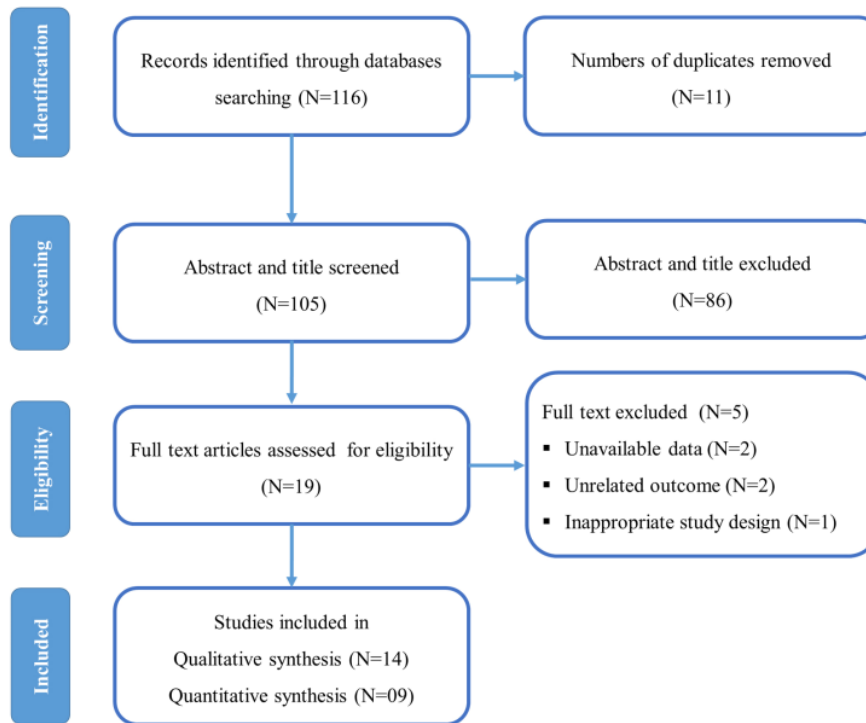 Identification
Records identified through databases
searching (N=116)
Numbers of duplicates removed
(N=11)
Screening
Abstract and title screened
(N=105)
Abstract and title excluded
(N=86)
Eligibility
Full text articles assessed for eligibility
(N=19)
Full text excluded (N=5)
▪ Unavailable data (N=2)
▪ Unrelated outcome (N=2)
▪ Inappropriate study design (N=1)
Included
Studies included in
Qualitative synthesis (N=14)
Quantitative synthesis (N=09)